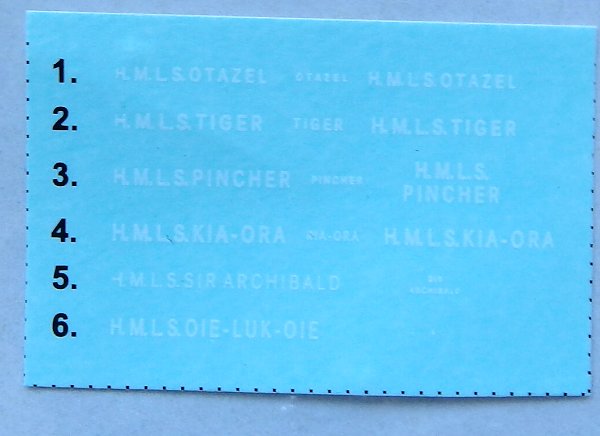 1. H.M.L.S.OTAZEL OTAZEL H.M.L.S.OTAZEL
2. H.M.L.S.TIGER TIGER H.M.L.S.TIGER
3. H.M.L.S.PINCHER PINCHER H.M.L.S. PINCHER
4. H.M.L.S.KIA-ORA KIA-ORA H.M.L.S.KIA-ORA
5. H.M.L.S.SIR ARCHIBALD SIR ARCHIBALD
6. H.M.L.S.OIE-LUK-OIE